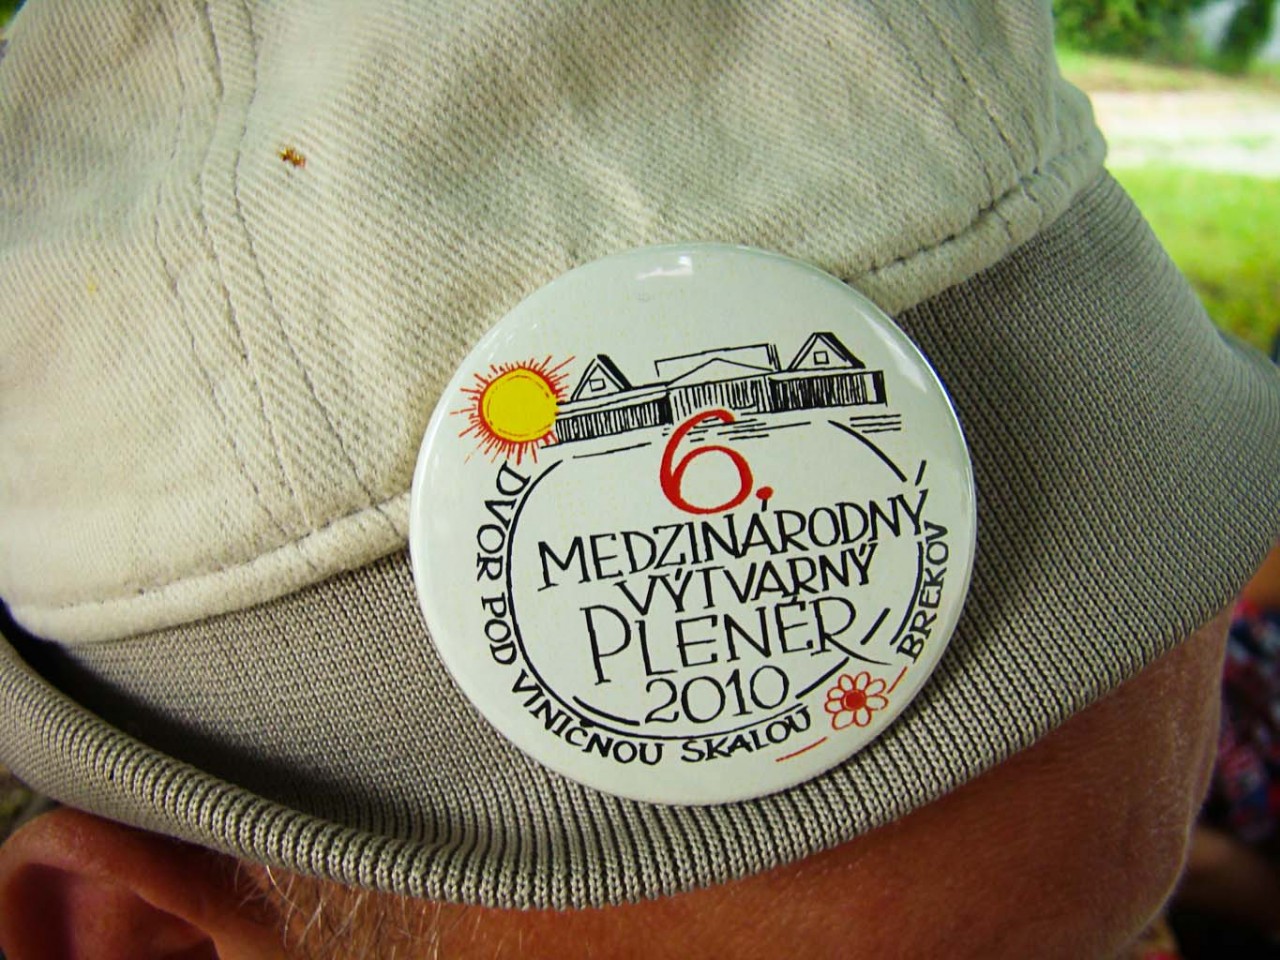 6.
MEDZINÁRODNÝ
VÝTVARNÝ
PLENÉR
2010
DVOR POD VINIČNOU SKALOU
BREKOV